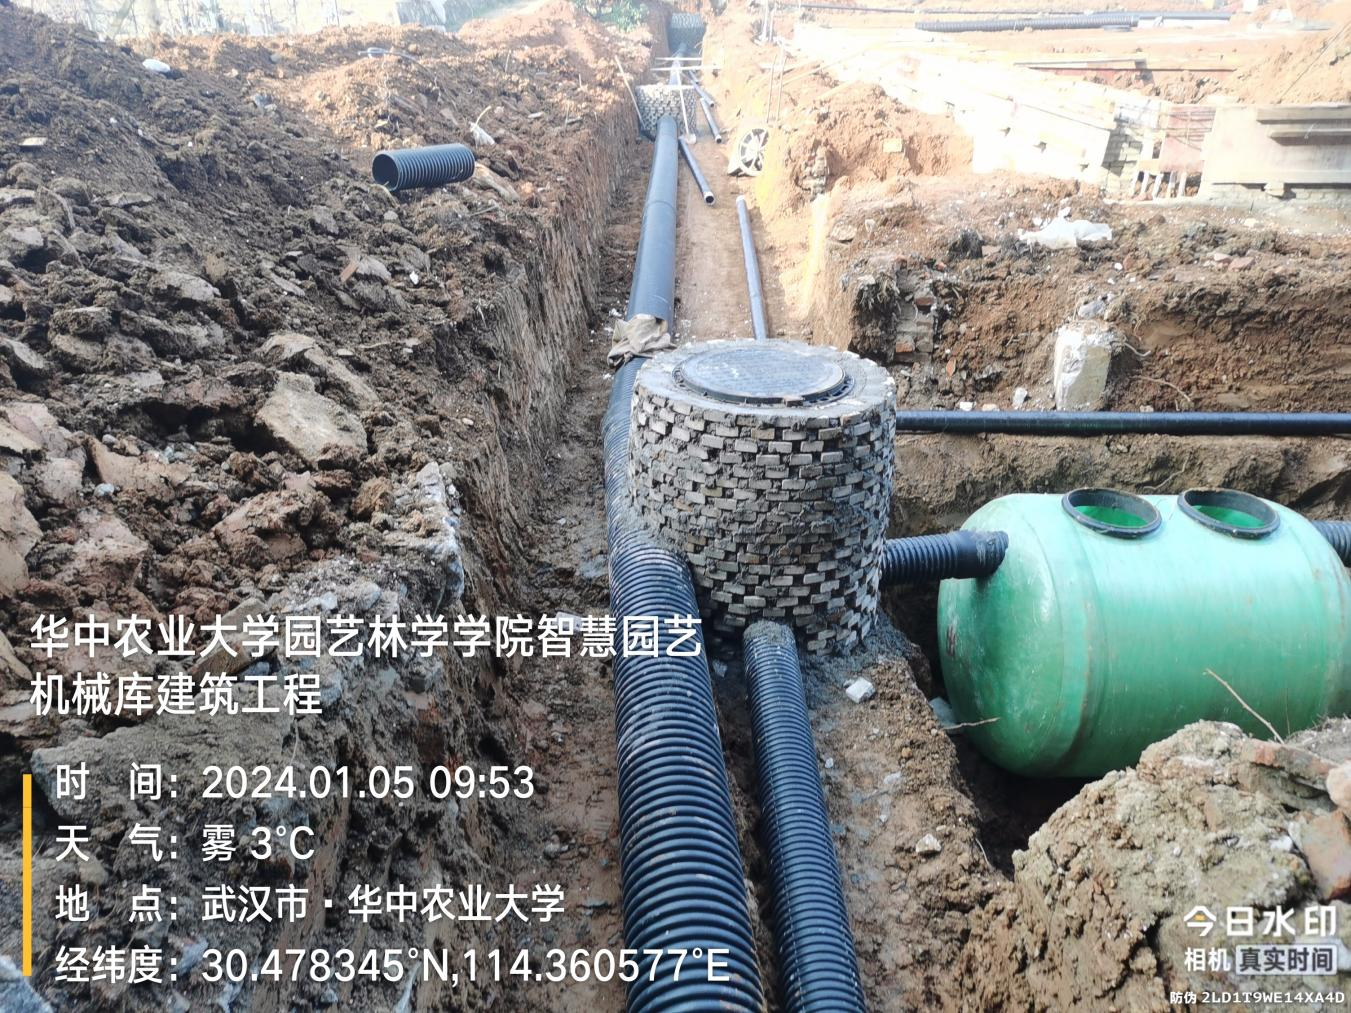 华中农业大学园艺林学学院智慧园艺
机械库建筑工程
时 间：2024.01.05 09:53
天 气：雾 3℃
地 点：武汉市·华中农业大学
经纬度：30.478345°N,114.360577°E
今日水印
相机 真实时间
防伪 2LD1T9WE14XA4D